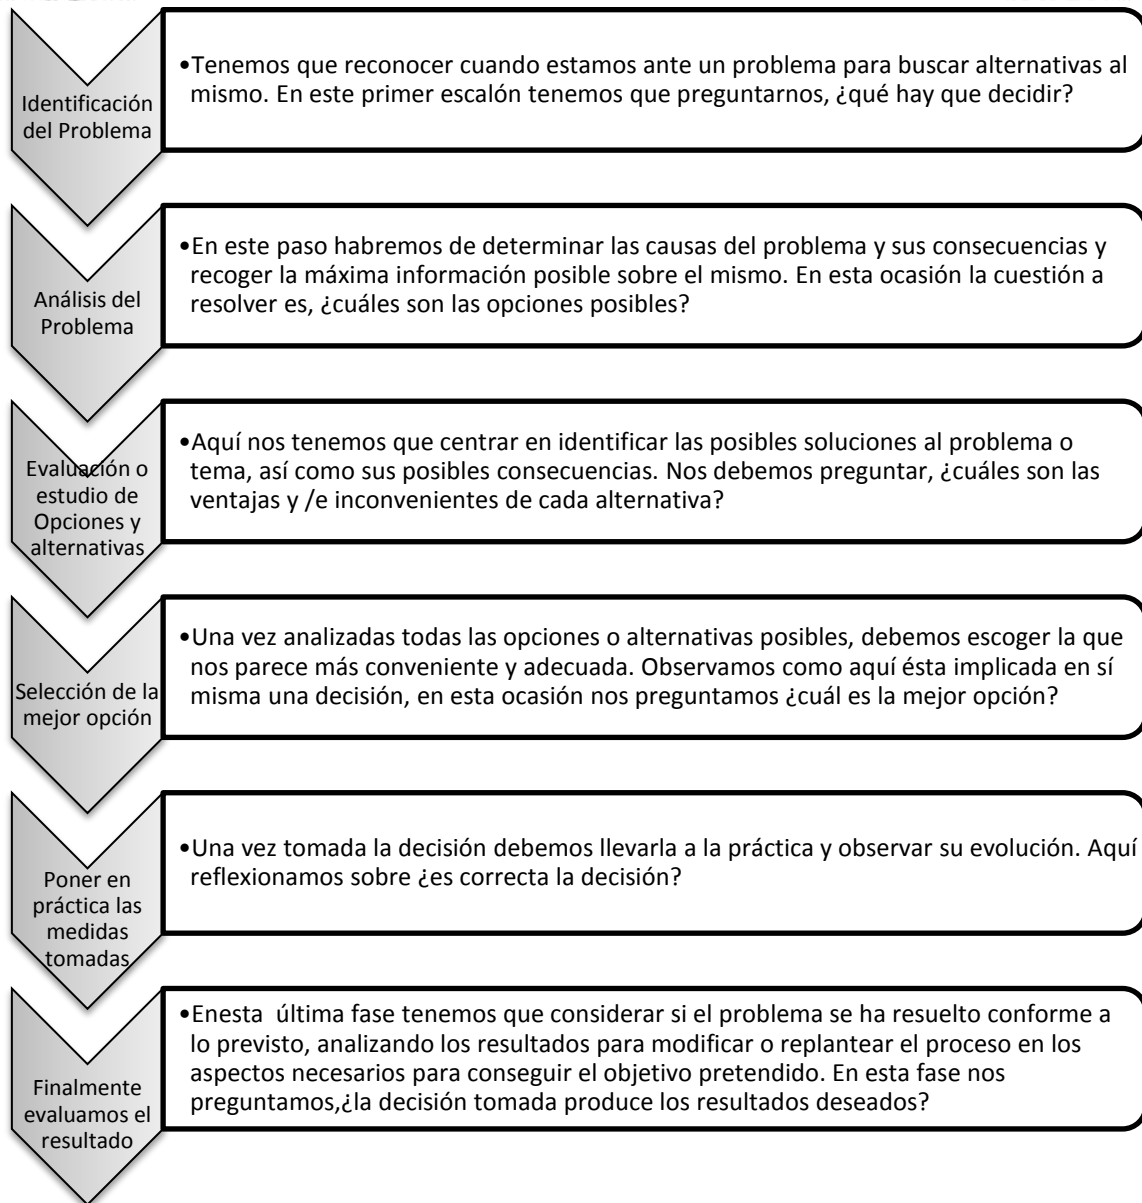 Identificación
del Problema
•Tenemos que reconocer cuando estamos ante un problema para buscar alternativas al
mismo. En este primer escalón tenemos que preguntarnos, ¿qué hay que decidir?
Análisis del
Problema
•En este paso habremos de determinar las causas del problema y sus consecuencias y
recoger la máxima información posible sobre el mismo. En esta ocasión la cuestión a
resolver es, ¿cuáles son las opciones posibles?
Evaluación o
estudio de
Opciones y
alternativas
•Aquí nos tenemos que centrar en identificar las posibles soluciones al problema o
tema, así como sus posibles consecuencias. Nos debemos preguntar, ¿cuáles son las
ventajas y /e inconvenientes de cada alternativa?
Selección de la
mejor opción
•Una vez analizadas todas las opciones o alternativas posibles, debemos escoger la que
nos parece más conveniente y adecuada. Observamos como aquí ésta implicada en sí
misma una decisión, en esta ocasión nos preguntamos ¿cuál es la mejor opción?
Poner en
práctica las
medidas
tomadas
•Una vez tomada la decisión debemos llevarla a la práctica y observar su evolución. Aquí
reflexionamos sobre ¿es correcta la decisión?
Finalmente
evaluamos el
resultado
•Enesta  última fase tenemos que considerar si el problema se ha resuelto conforme a
lo previsto, analizando los resultados para modificar o replantear el proceso en los
aspectos necesarios para conseguir el objetivo pretendido. En esta fase nos
preguntamos,¿la decisión tomada produce los resultados deseados?